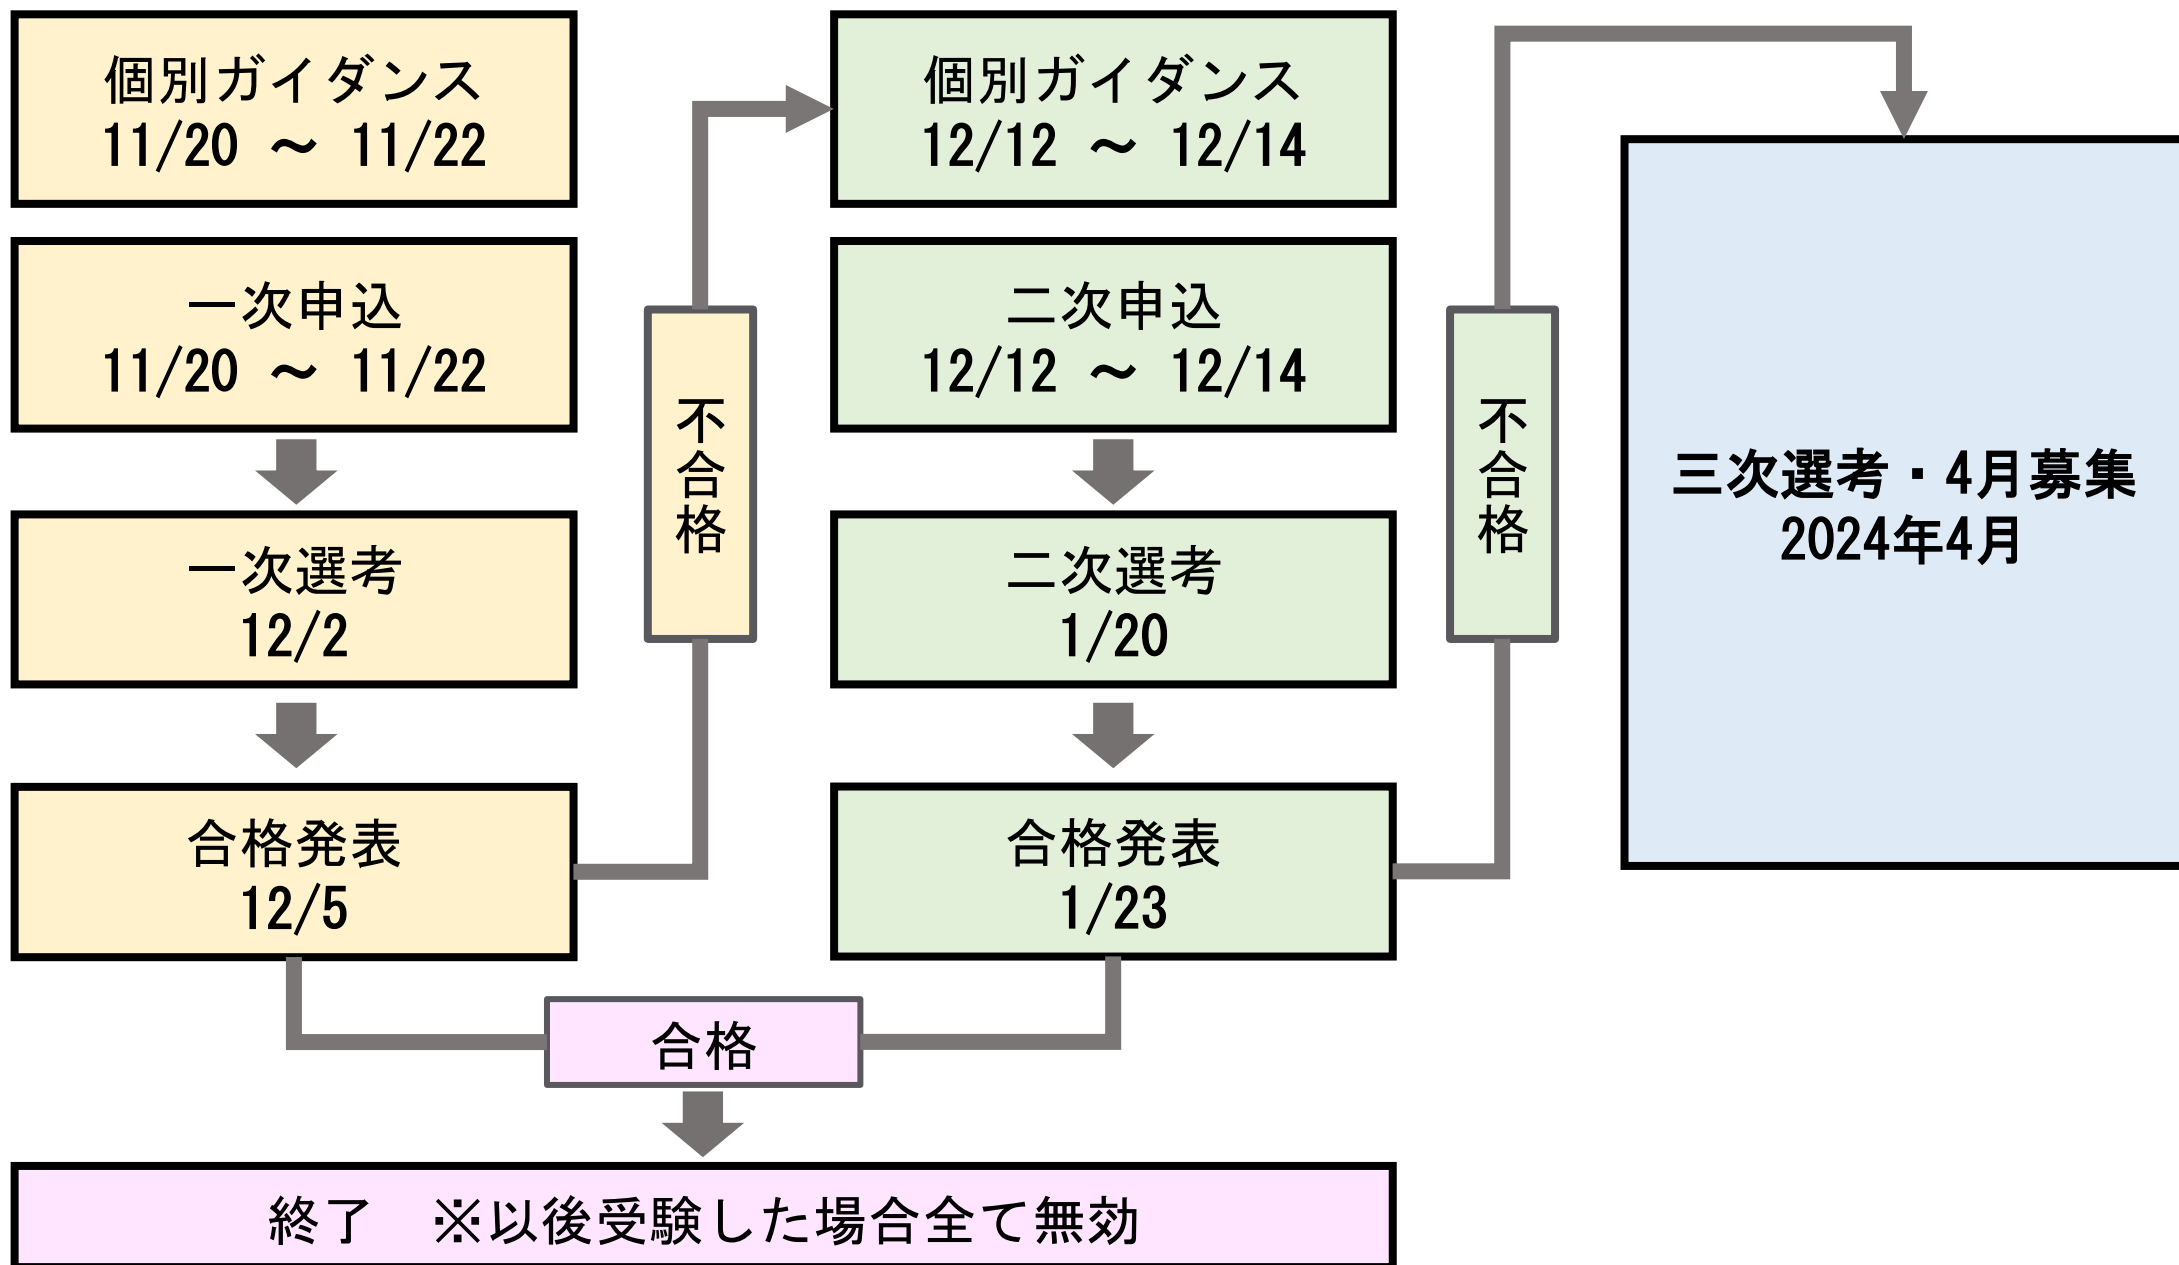 個別ガイダンス
11/20 ～ 11/22
一次申込
11/20 ～ 11/22
一次選考
12/2
合格発表
12/5
不合格
個別ガイダンス
12/12 ～ 12/14
二次申込
12/12 ～ 12/14
二次選考
1/20
合格発表
1/23
不合格
三次選考・4月募集
2024年4月
合格
終了　※以後受験した場合全て無効